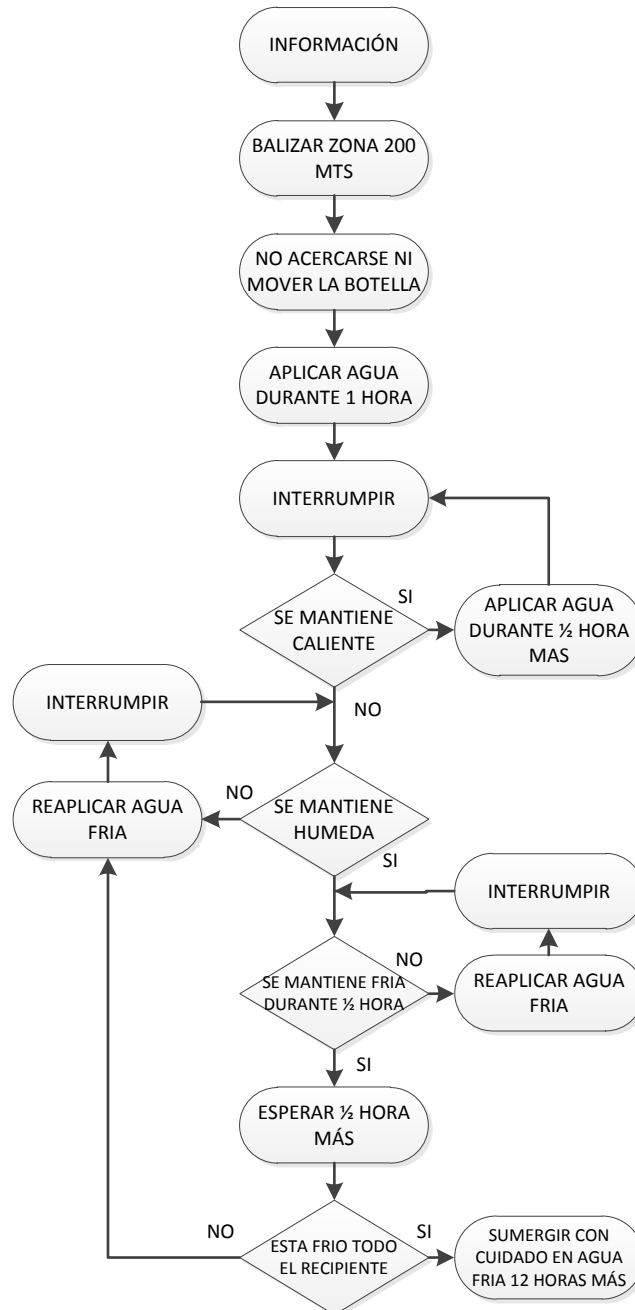 INFORMACIÓN
BALIZAR ZONA 200
MTS
NO ACERCARSE NI
MOVER LA BOTELLA
APLICAR AGUA
DURANTE 1 HORA
INTERRUMPIR
SE MANTIENE
CALIENTE
SI
APLICAR AGUA
DURANTE ½ HORA
MAS
NO
INTERRUMPIR
SE MANTIENE
HUMEDA
NO
REAPLICAR AGUA
FRIA
SI
INTERRUMPIR
SE MANTIENE FRIA
DURANTE ½ HORA
NO
REAPLICAR AGUA
FRIA
SI
ESPERAR ½ HORA
MÁS
ESTA FRIO TODO
EL RECIPIENTE
NO
SI
SUMERGIR CON
CUIDADO EN AGUA
FRIA 12 HORAS MÁS